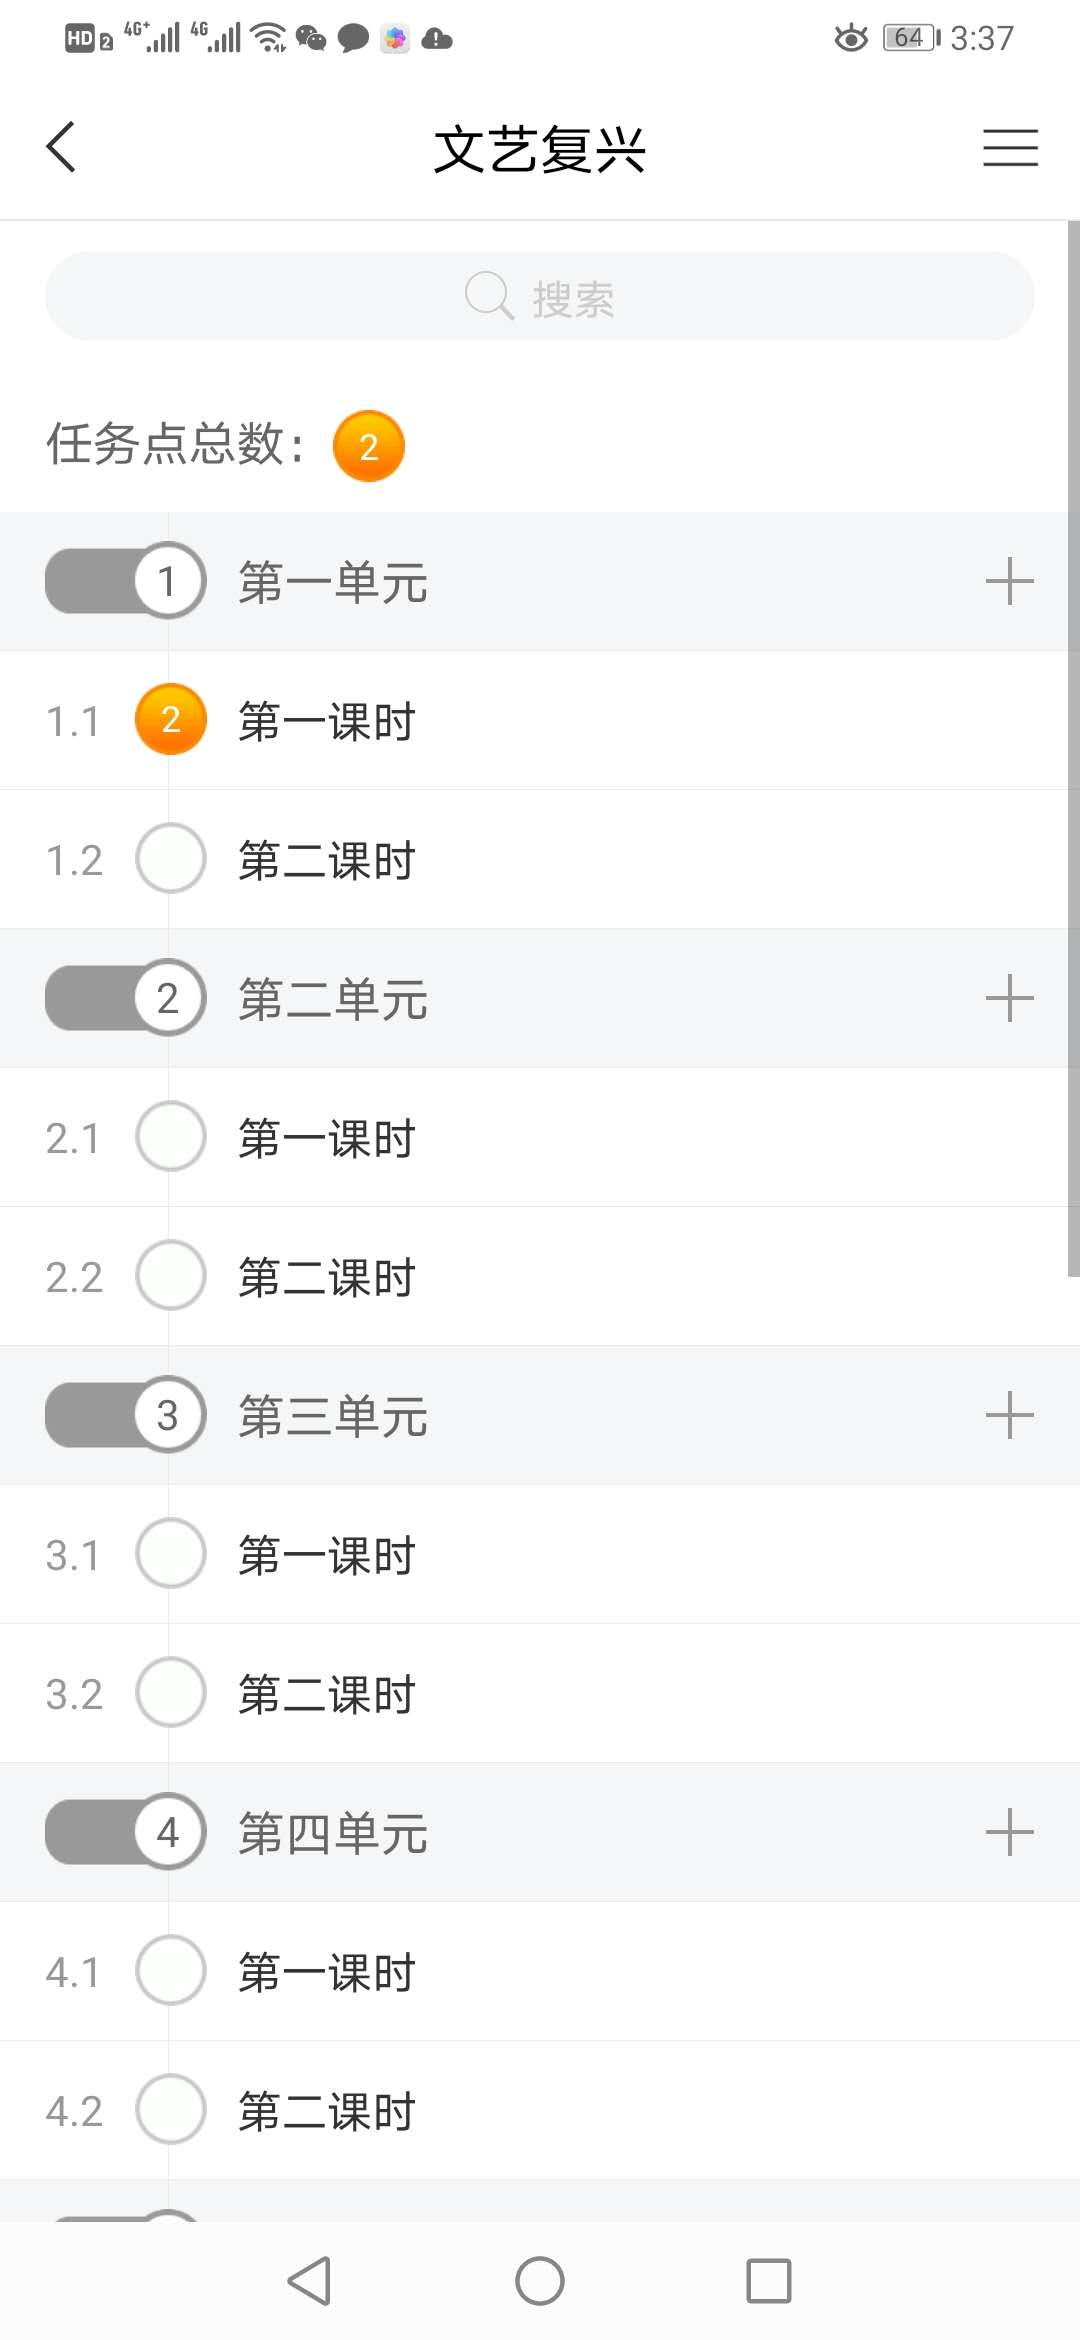 HD 2 4G+ 4G 64 3:37
文艺复兴
搜索
任务点总数: 2
1 第一单元
1.1 2 第一课时
1.2 第二课时
2 第二单元
2.1 第一课时
2.2 第二课时
3 第三单元
3.1 第一课时
3.2 第二课时
4 第四单元
4.1 第一课时
4.2 第二课时